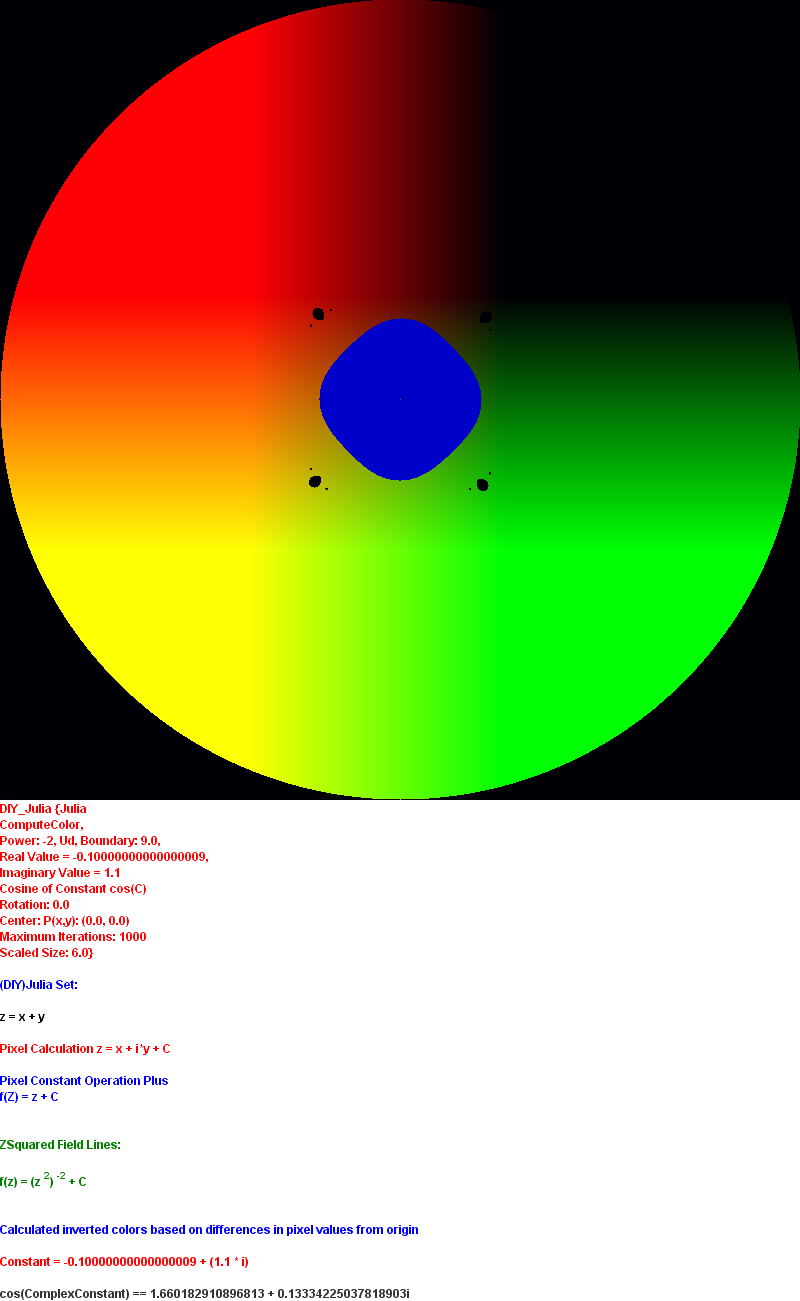 DIY_Julia {Julia
ComputeColor,
Power: -2, Ud, Boundary: 9.0,
Real Value = -0.10000000000000009,
Imaginary Value = 1.1
Cosine of Constant cos(C)
Rotation: 0.0
Center: P(x,y): (0.0, 0.0)
Maximum Iterations: 1000
Scaled Size: 6.0}
(DIY)Julia Set:
z = x + y
Pixel Calculation z = x + i*y + C
Pixel Constant Operation Plus
f(Z) = z + C
ZSquared Field Lines:
f(z) = (z 2) -2 + C
Calculated inverted colors based on differences in pixel values from origin
Constant = -0.10000000000000009 + (1.1 * i)
cos(ComplexConstant) == 1.660182910896813 + 0.13334225037818903i